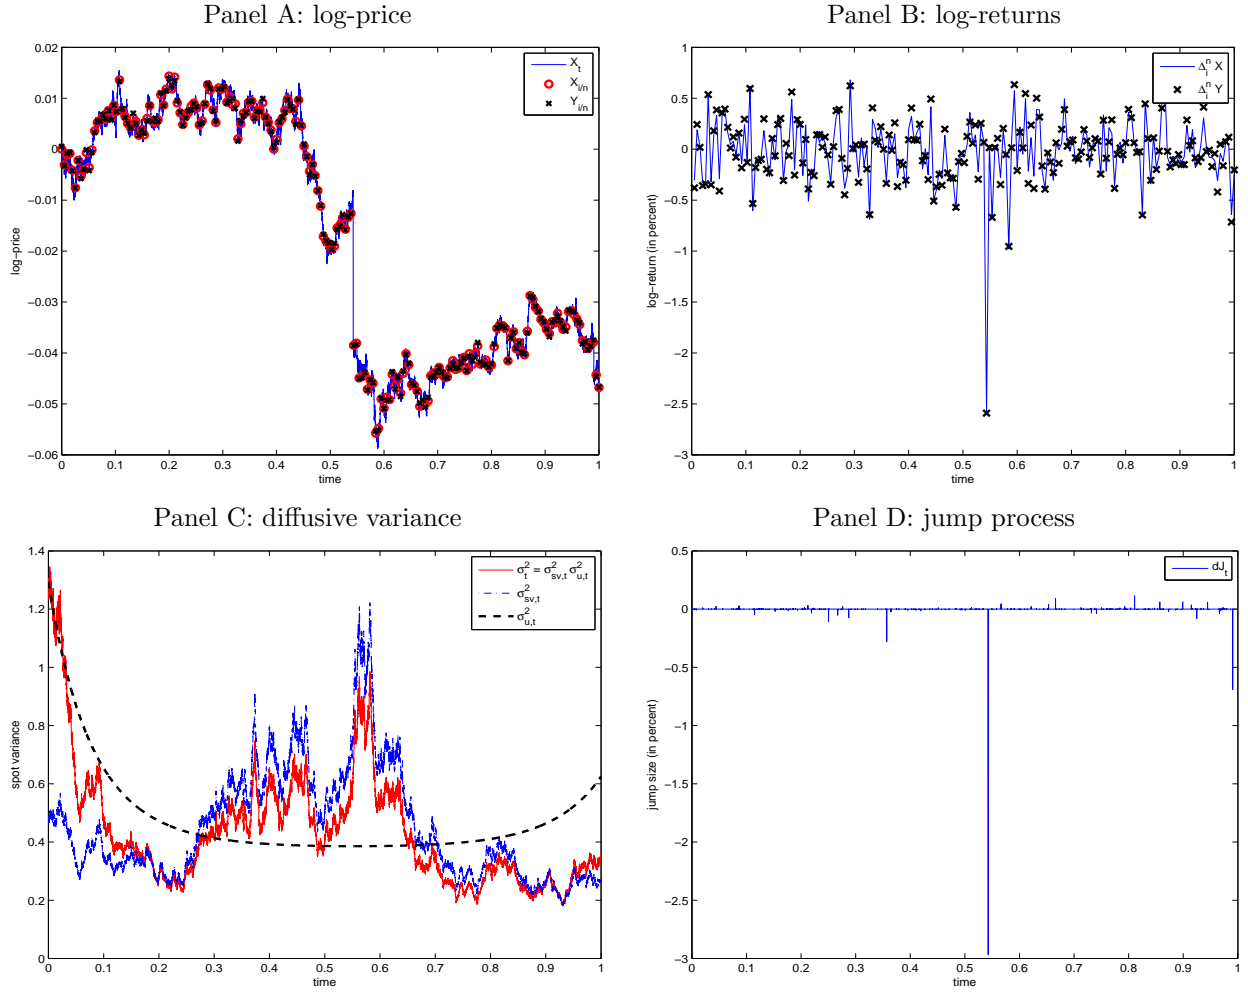 Panel A: log-price
0.02
0.01
0
−0.01
−0.02
−0.03
−0.04
−0.05
−0.06
0 0.1 0.2 0.3 0.4 0.5 0.6 0.7 0.8 0.9 1
time
log−price
X_t
X_{i/n}
Y_{i/n}
Panel B: log-returns
1
0.5
0
−0.5
−1
−1.5
−2
−2.5
−3
0 0.1 0.2 0.3 0.4 0.5 0.6 0.7 0.8 0.9 1
time
log−return (in percent)
Δ_i^n X
Δ_i^n Y
Panel C: diffusive variance
1.4
1.2
1
0.8
0.6
0.4
0.2
0
0 0.1 0.2 0.3 0.4 0.5 0.6 0.7 0.8 0.9 1
time
spot variance
σ_t^2 = σ_{sv,t}^2 σ_{u,t}^2
σ_{sv,t}^2
σ_{u,t}^2
Panel D: jump process
0.5
0
−0.5
−1
−1.5
−2
−2.5
−3
0 0.1 0.2 0.3 0.4 0.5 0.6 0.7 0.8 0.9 1
time
jump size (in percent)
dJ_t